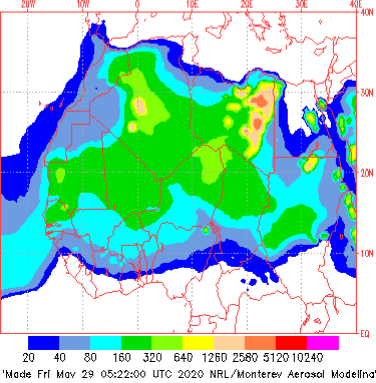 20W 10W 0 10E 20E 30E 40E
40N
30N
20N
10N
EQ
20 40 80 160 320 640 1260 2580 5120 10240
'Made Fri May 29 05:22:00 UTC 2020 NRL/Monterey Aerosol Modeling'